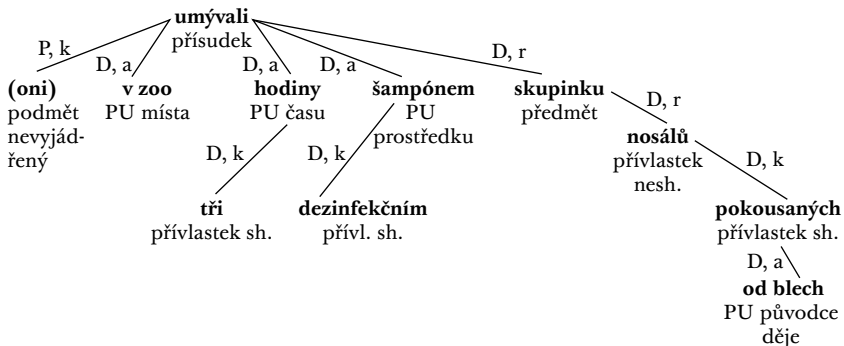 umývali
přísudek
P, k
D, a
D, a
D, a
D, r
(oni)
podmět
nevyjád-
řený
v zoo
PU místa
hodiny
PU času
šampónem
PU
prostředku
skupinku
předmět
D, r
nosálů
přívlastek
nesh.
D, k
D, k
D, k
tři
přívlastek sh.
dezinfekčním
přívl. sh.
pokousaných
přívlastek sh.
D, a
od blech
PU původce
děje